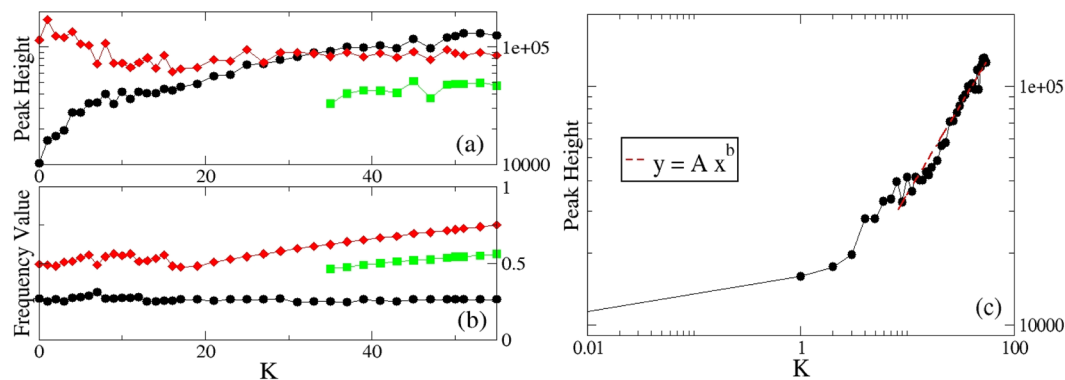 Peak Height
1e+05
10000
(a)
0
20
40
Frequency Value
1
0.5
0
(b)
0
20
40
K
Peak Height
1e+05
10000
y = A x^b
(c)
0.01
1
10
100
K